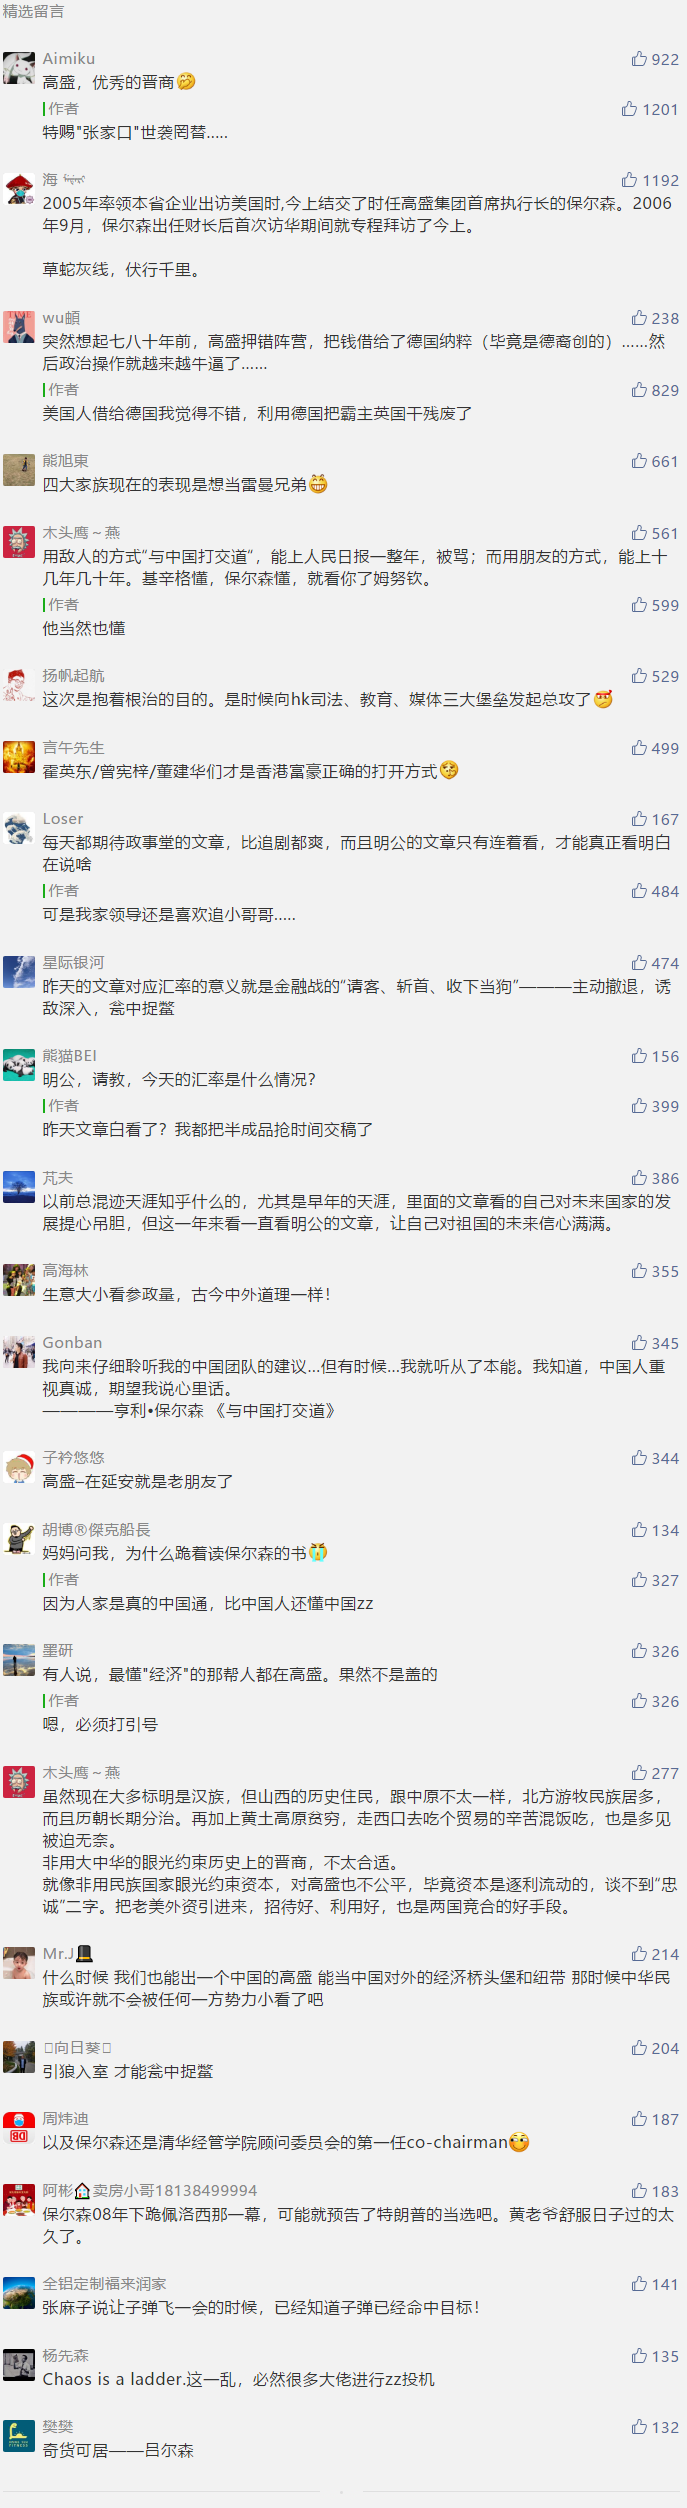 精选留言
Aimiku
922
高盛，优秀的晋商
作者
1201
特赐"张家口"世袭罔替.....
海
1192
2005年率领本省企业出访美国时,今上结交了时任高盛集团首席执行长的保尔森。2006
年9月，保尔森出任财长后首次访华期间就专程拜访了今上。
草蛇灰线，伏行千里。
wu頔
238
突然想起七八十年前，高盛押错阵营，把钱借给了德国纳粹（毕竟是德裔创的）……然
后政治操作就越来越牛逼了……
作者
829
美国人借给德国我觉得不错，利用德国把霸主英国干残废了
熊旭東
661
四大家族现在的表现是想当雷曼兄弟
木头鹰～燕
561
用敌人的方式“与中国打交道”，能上人民日报一整年，被骂；而用朋友的方式，能上十
几年几十年。基辛格懂，保尔森懂，就看你了姆努钦。
作者
599
他当然也懂
扬帆起航
529
这次是抱着根治的目的。是时候向hk司法、教育、媒体三大堡垒发起总攻了
言午先生
499
霍英东/曾宪梓/董建华们才是香港富豪正确的打开方式
Loser
167
每天都期待政事堂的文章，比追剧都爽，而且明公的文章只有连着看，才能真正看明白
在说啥
作者
484
可是我家领导还是喜欢追小哥哥.....
星际银河
474
昨天的文章对应汇率的意义就是金融战的“请客、斩首、收下当狗”———主动撤退，诱
敌深入，瓮中捉鳖
熊猫BEI
156
明公，请教，今天的汇率是什么情况？
作者
399
昨天文章白看了？我都把半成品抢时间交稿了
芃夫
386
以前总混迹天涯知乎什么的，尤其是早年的天涯，里面的文章看的自己对未来国家的发
展提心吊胆，但这一年来看一直看明公的文章，让自己对祖国的未来信心满满。
高海林
355
生意大小看参政量，古今中外道理一样！
Gonban
345
我向来仔细聆听我的中国团队的建议...但有时候...我就听从了本能。我知道，中国人重
视真诚，期望我说心里话。
————亨利•保尔森 《与中国打交道》
子衿悠悠
344
高盛–在延安就是老朋友了
胡博®傑克船長
134
妈妈问我，为什么跪着读保尔森的书
作者
327
因为人家是真的中国通，比中国人还懂中国zz
墨研
326
有人说，最懂"经济"的那帮人都在高盛。果然不是盖的
作者
326
嗯，必须打引号
木头鹰～燕
277
虽然现在大多标明是汉族，但山西的历史住民，跟中原不太一样，北方游牧民族居多，
而且历朝长期分治。再加上黄土高原贫穷，走西口去吃个贸易的辛苦混饭吃，也是多见
被迫无奈。
非用大中华的眼光约束历史上的晋商，不太合适。
就像非用民族国家眼光约束资本，对高盛也不公平，毕竟资本是逐利流动的，谈不到“忠
诚”二字。把老美外资引进来，招待好、利用好，也是两国竞合的好手段。
Mr.J
214
什么时候 我们也能出一个中国的高盛 能当中国对外的经济桥头堡和纽带 那时候中华民
族或许就不会被任何一方势力小看了吧
向日葵
204
引狼入室 才能瓮中捉鳖
周炜迪
187
以及保尔森还是清华经管学院顾问委员会的第一任co-chairman
阿彬🏠卖房小哥18138499994
183
保尔森08年下跪佩洛西那一幕，可能就预告了特朗普的当选吧。黄老爷舒服日子过的太
久了。
全铝定制福来润家
141
张麻子说让子弹飞一会的时候，已经知道子弹已经命中目标！
杨先森
135
Chaos is a ladder.这一乱，必然很多大佬进行zz投机
樊樊
132
奇货可居——吕尔森